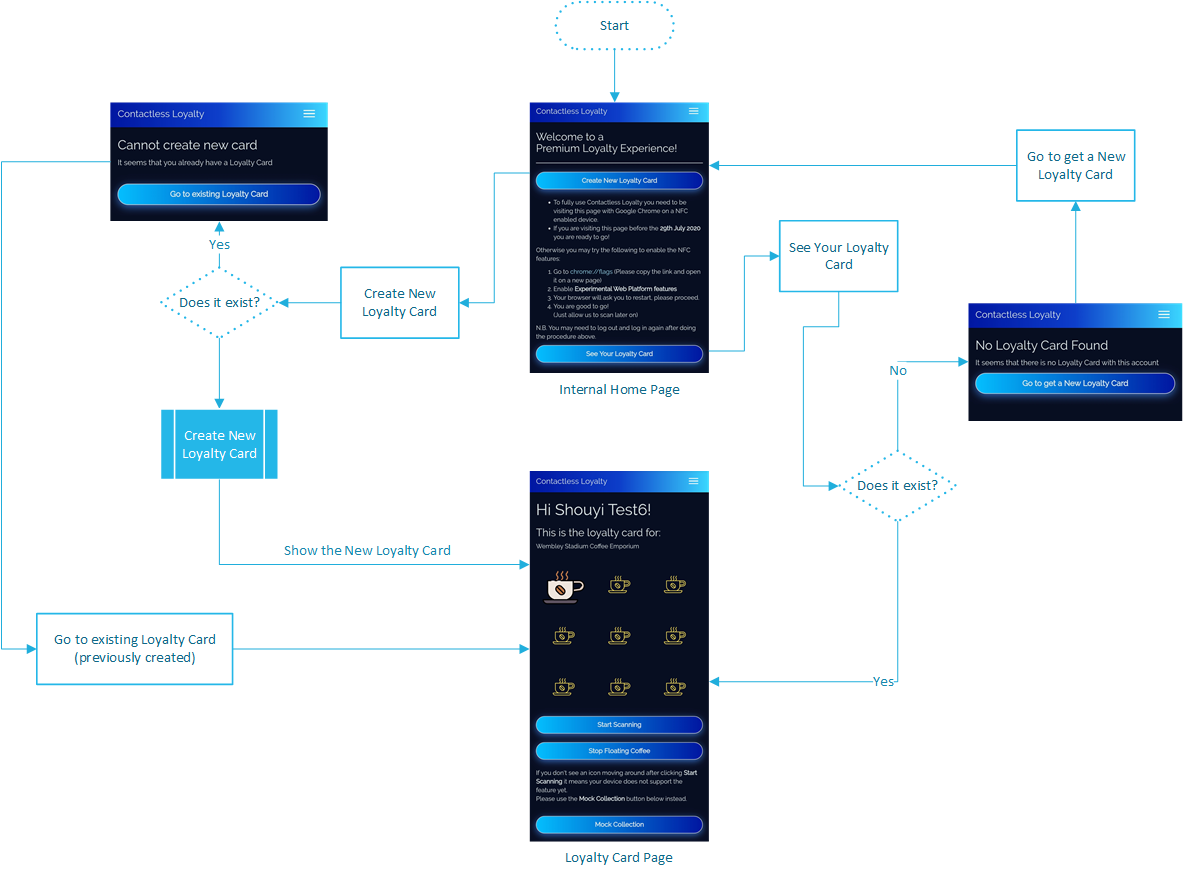 Start
Contactless Loyalty
Cannot create new card
It seems that you already have a Loyalty Card
Go to existing Loyalty Card
Contactless Loyalty
Welcome to a
Premium Loyalty Experience!
Create New Loyalty Card
• To fully use Contactless Loyalty you need to be
visiting this page with Google Chrome on a NFC
enabled device.
• If you are visiting this page before the 29th July 2020
you are ready to go!
Otherwise you may try the following to enable the NFC
features:
1. Go to chrome://flags (Please copy the link and open
it on a new page)
2. Enable Experimental Web Platform features
3. Your browser will ask you to restart, please proceed.
4. You are good to go!
(Just allow us to scan later on)
N.B. You may need to log out and log in again after doing
the procedure above.
See Your Loyalty Card
Internal Home Page
Go to get a New
Loyalty Card
See Your Loyalty
Card
Yes
Does it exist?
Create New
Loyalty Card
Contactless Loyalty
No Loyalty Card Found
It seems that there is no Loyalty Card with this account
Go to get a New Loyalty Card
No
Does it exist?
Create New
Loyalty Card
Show the New Loyalty Card
Go to existing Loyalty Card
(previously created)
Yes
Contactless Loyalty
Hi Shouyi Test6!
This is the loyalty card for:
Wembley Stadium Coffee Emporium
Start Scanning
Stop Floating Coffee
If you don't see an icon moving around after clicking Start
Scanning it means your device does not support the
feature yet.
Please use the Mock Collection button below instead.
Mock Collection
Loyalty Card Page